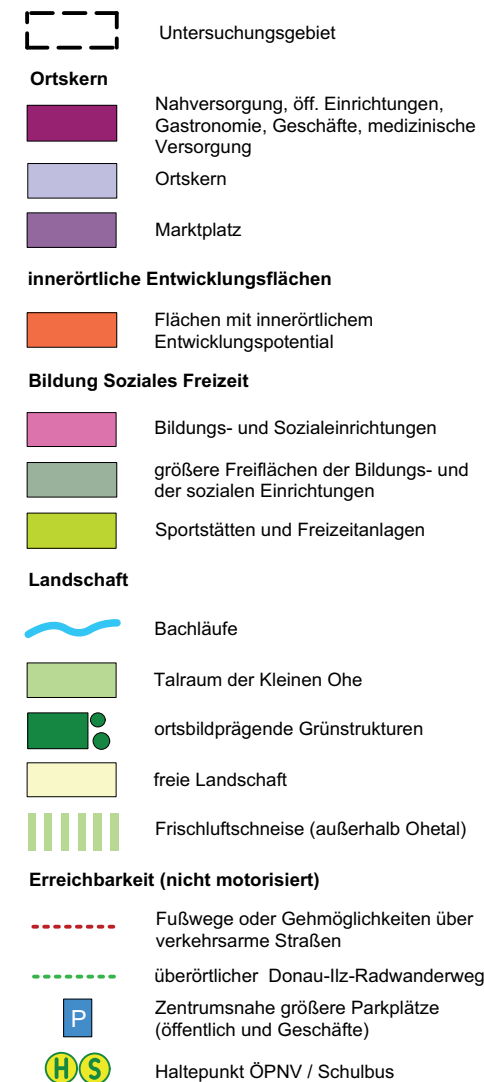 Untersuchungsgebiet
Ortskern
Nahversorgung, öff. Einrichtungen,
Gastronomie, Geschäfte, medizinische
Versorgung
Ortskern
Marktplatz
innerörtliche Entwicklungsflächen
Flächen mit innerörtlichem
Entwicklungspotential
Bildung Soziales Freizeit
Bildungs- und Sozialeinrichtungen
größere Freiflächen der Bildungs- und
der sozialen Einrichtungen
Sportstätten und Freizeitanlagen
Landschaft
Bachläufe
Talraum der Kleinen Ohe
ortsbildprägende Grünstrukturen
freie Landschaft
Frischluftschneise (außerhalb Ohetal)
Erreichbarkeit (nicht motorisiert)
Fußwege oder Gehmöglichkeiten über
verkehrsarme Straßen
überörtlicher Donau-Ilz-Radwanderweg
P Zentrumsnahe größere Parkplätze
(öffentlich und Geschäfte)
H S Haltepunkt ÖPNV / Schulbus